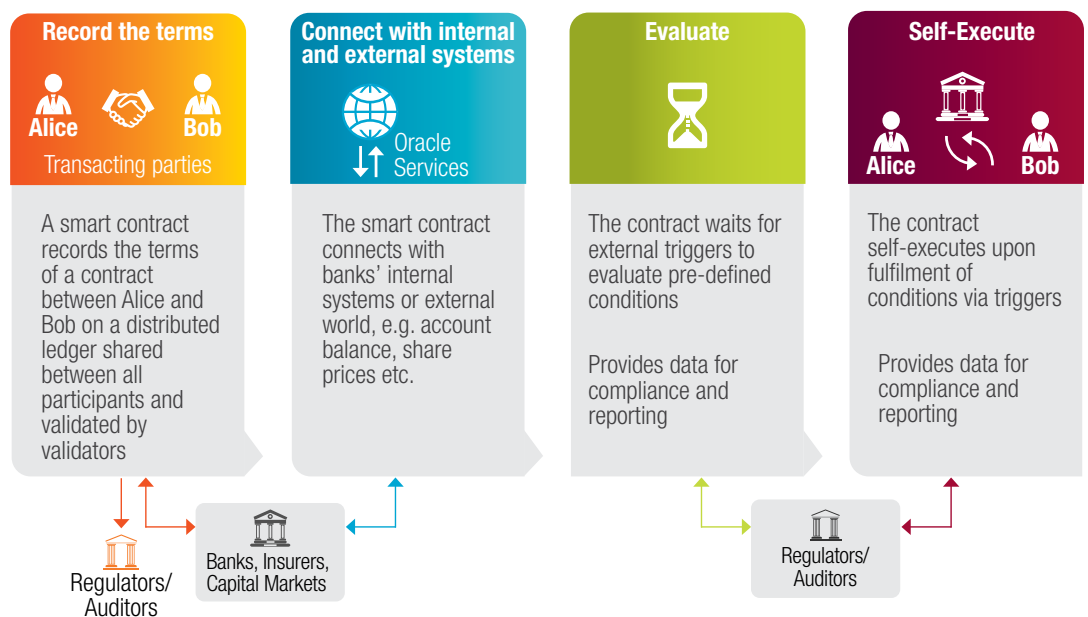 Record the terms
Alice
Bob
Transacting parties
A smart contract
records the terms
of a contract
between Alice and
Bob on a distributed
ledger shared
between all
participants and
validated by
validators
Connect with internal
and external systems
Oracle
Services
The smart contract
connects with
banks’ internal
systems or external
world, e.g. account
balance, share
prices etc.
Evaluate
The contract waits for
external triggers to
evaluate pre-defined
conditions
Provides data for
compliance and
reporting
Self-Execute
Alice
Bob
The contract
self-executes upon
fulfilment of
conditions via triggers
Provides data for
compliance and
reporting
Regulators/
Auditors
Banks, Insurers,
Capital Markets
Regulators/
Auditors